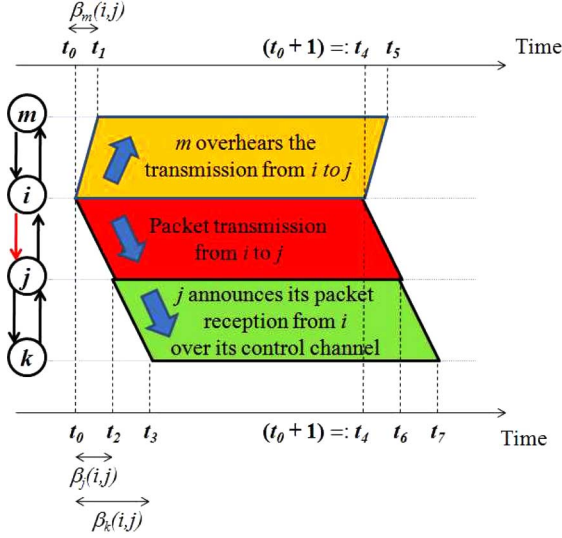 βm(i,j)
t0 t1 (t0 + 1) =: t4 t5 Time
m
m overhears the
transmission from i to j
i
Packet transmission
from i to j
j
j announces its packet
reception from i
over its control channel
k
t0 t2 t3 (t0 + 1) =: t4 t6 t7 Time
βj(i,j)
βk(i,j)